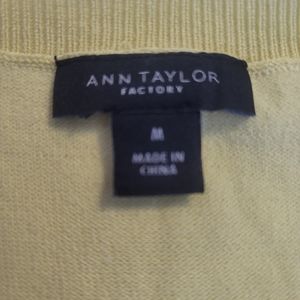 ANN TAYLOR
FACTORY
M
MADE IN
CHINA